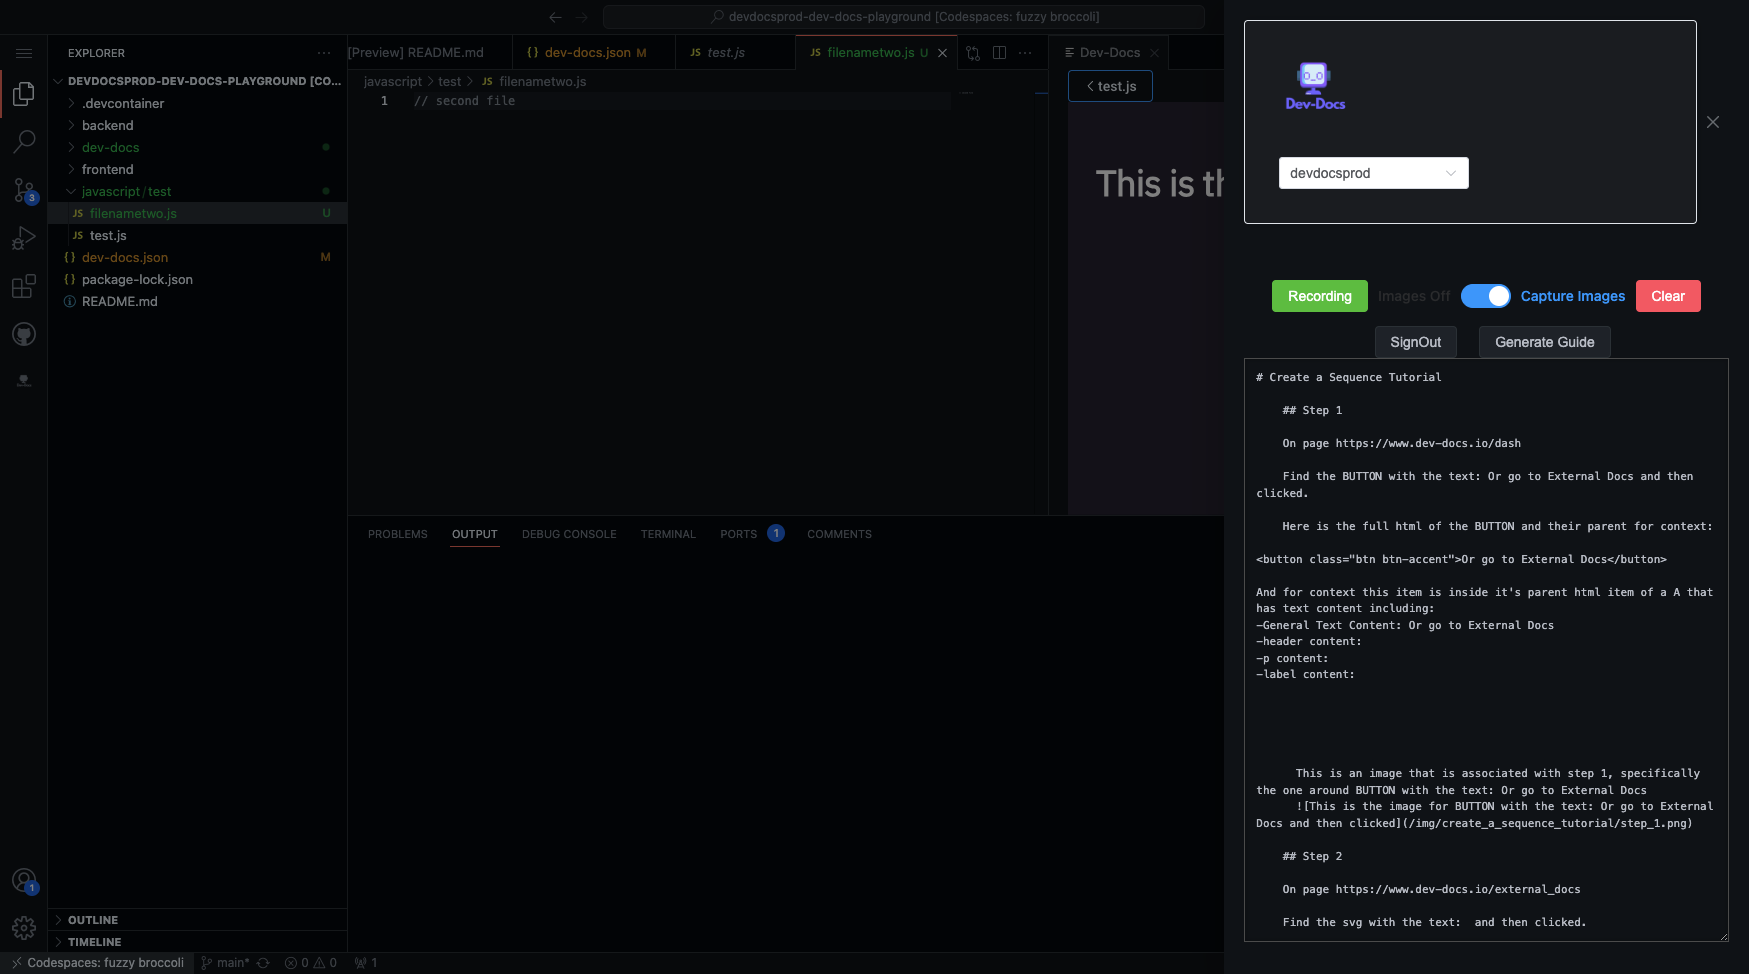 devdocsprod-dev-docs-playground [Codespaces: fuzzy broccoli]
EXPLORER
DEVDOCSPROD-DEV-DOCS-PLAYGROUND [CO...
.devcontainer
backend
dev-docs
frontend
javascript/test
JS filenametwo.js U
JS test.js
{} dev-docs.json M
{} package-lock.json
README.md
3
1
OUTLINE
TIMELINE
[Preview] README.md
{} dev-docs.json M
JS test.js
JS filenametwo.js U
javascript > test > JS filenametwo.js
1 // second file
Dev-Docs
< test.js
This is th
PROBLEMS
OUTPUT
DEBUG CONSOLE
TERMINAL
PORTS 1
COMMENTS
Codespaces: fuzzy broccoli
main*
0 0
1
Dev-Docs
devdocsprod
Recording
Images Off
Capture Images
Clear
SignOut
Generate Guide
# Create a Sequence Tutorial
## Step 1
On page https://www.dev-docs.io/dash
Find the BUTTON with the text: Or go to External Docs and then
clicked.
Here is the full html of the BUTTON and their parent for context:
<button class="btn btn-accent">Or go to External Docs</button>
And for context this item is inside it's parent html item of a A that
has text content including:
-General Text Content: Or go to External Docs
-header content:
-p content:
-label content:
This is an image that is associated with step 1, specifically
the one around BUTTON with the text: Or go to External Docs
![This is the image for BUTTON with the text: Or go to External
Docs and then clicked](/img/create_a_sequence_tutorial/step_1.png)
## Step 2
On page https://www.dev-docs.io/external_docs
Find the svg with the text:  and then clicked.